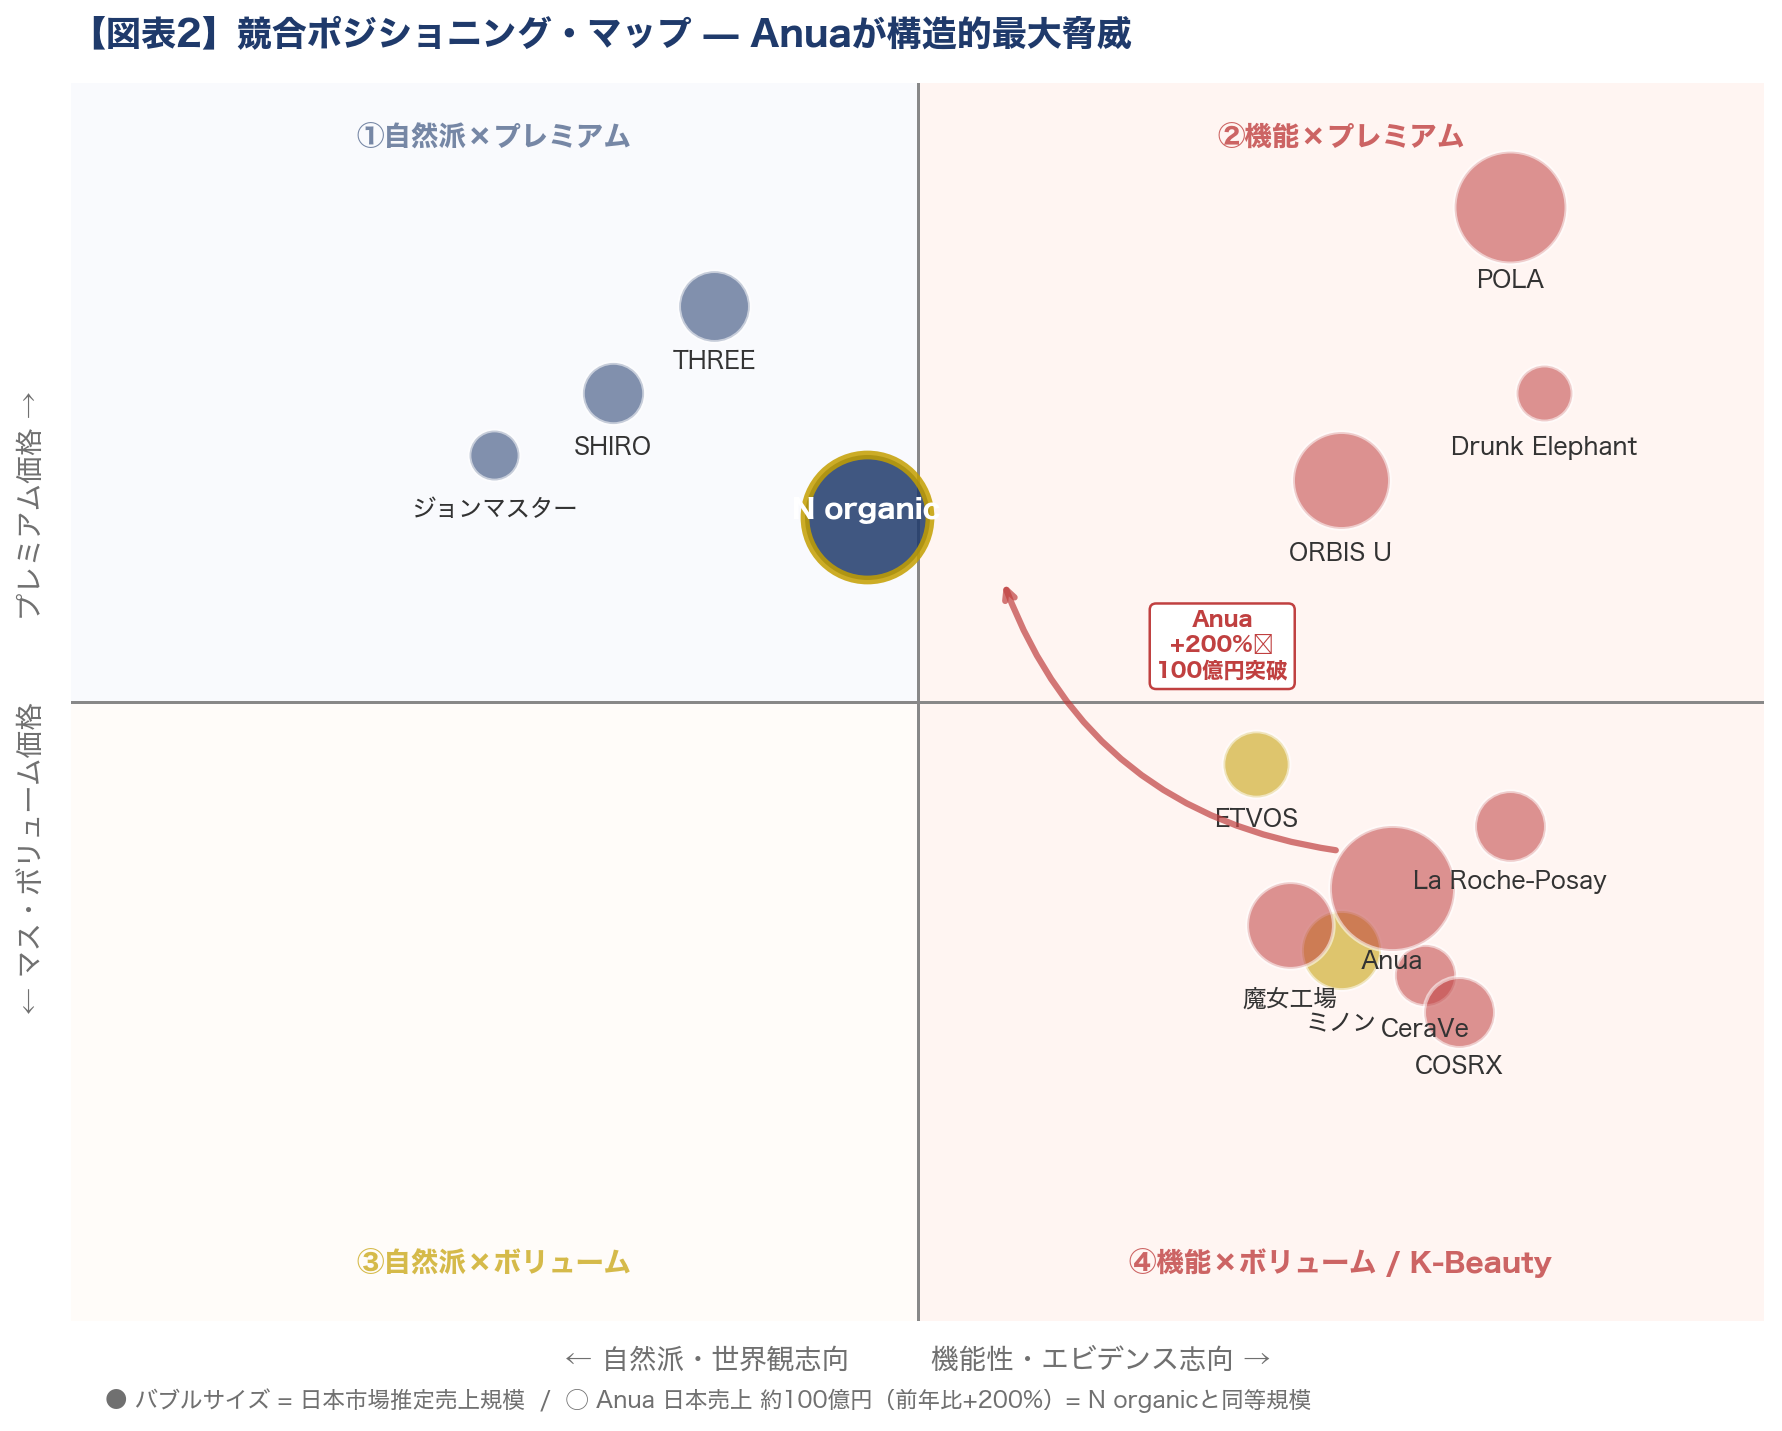 【図表2】競合ポジショニング・マップ — Anuaが構造的最大脅威
①自然派×プレミアム
②機能×プレミアム
POLA
THREE
SHIRO
Drunk Elephant
ジョンマスター
N organic
ORBIS U
プレミアム価格 →
← マス・ボリューム価格
Anua
+200%
100億円突破
ETVOS
La Roche-Posay
Anua
魔女工場
ミノン
CeraVe
COSRX
③自然派×ボリューム
④機能×ボリューム / K-Beauty
← 自然派・世界観志向
機能性・エビデンス志向 →
● バブルサイズ = 日本市場推定売上規模 / ○ Anua 日本売上 約100億円（前年比+200%）= N organicと同等規模